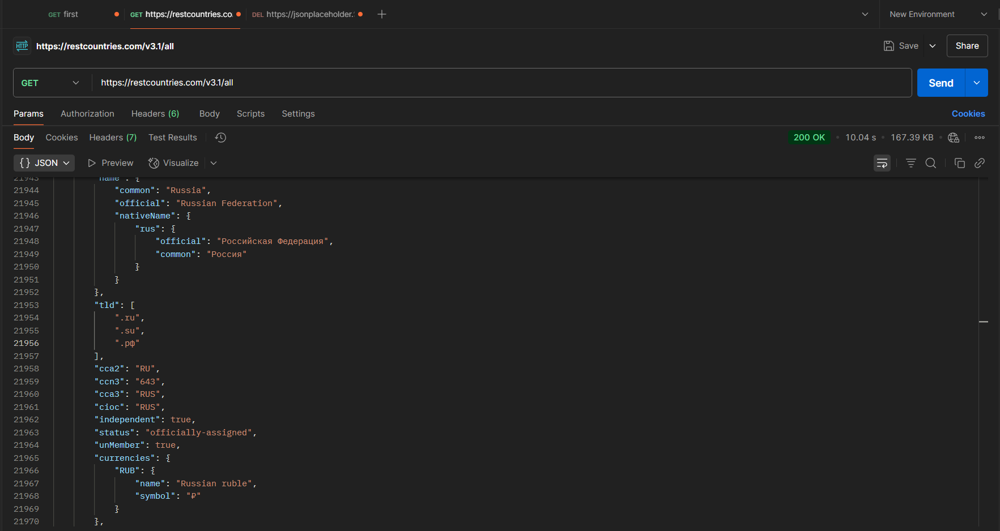 GET first
GET https://restcountries.co
DEL https://jsonplaceholder.
New Environment
HTTP https://restcountries.com/v3.1/all
Save
Share
GET https://restcountries.com/v3.1/all
Send
Params Authorization Headers (6) Body Scripts Settings
Cookies
Body Cookies Headers (7) Test Results
200 OK • 10.04 s • 167.39 KB •
{} JSON Preview Visualize
21943 "name": {
21944 "common": "Russia",
21945 "official": "Russian Federation",
21946 "nativeName": {
21947 "rus": {
21948 "official": "Российская Федерация",
21949 "common": "Россия"
21950 }
21951 }
21952 },
21953 "tld": [
21954 ".ru",
21955 ".su",
21956 ".рф"
21957 ],
21958 "cca2": "RU",
21959 "ccn3": "643",
21960 "cca3": "RUS",
21961 "cioc": "RUS",
21962 "independent": true,
21963 "status": "officially-assigned",
21964 "unMember": true,
21965 "currencies": {
21966 "RUB": {
21967 "name": "Russian ruble",
21968 "symbol": "₽"
21969 }
21970 },